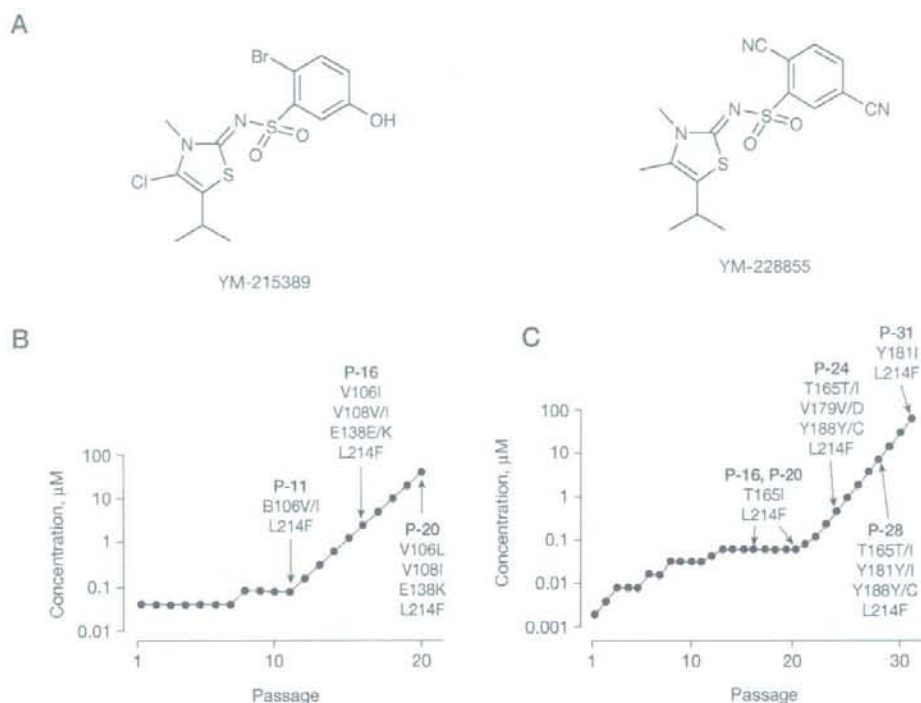 A
Br
N
S
O
O
OH
N
S
Cl
YM-215389
NC
CN
N
S
O
O
N
S
YM-228855
B
Concentration, µM
100
10
1
0.1
0.01
1
10
20
Passage
P-11
B106V/I
L214F
P-16
V106I
V108V/I
E138E/K
L214F
P-20
V106L
V108I
E138K
L214F
C
Concentration, µM
100
10
1
0.1
0.01
0.001
1
10
20
30
Passage
P-16, P-20
T165I
L214F
P-24
T165T/I
V179V/D
Y188Y/C
L214F
P-28
T165T/I
Y181Y/I
Y188Y/C
L214F
P-31
Y181I
L214F